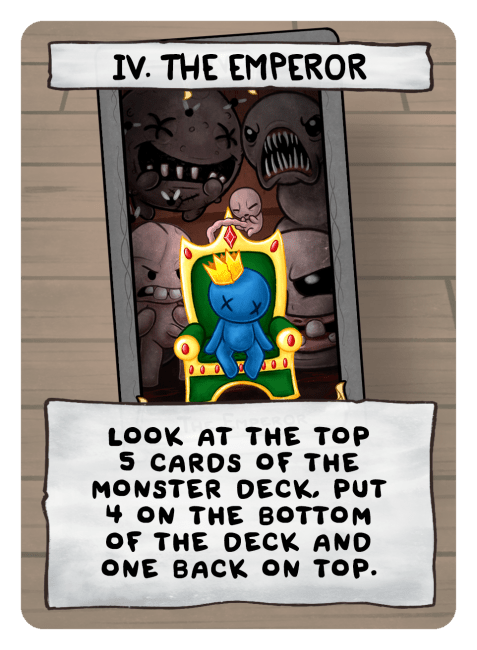 IV. THE EMPEROR
LOOK AT THE TOP
5 CARDS OF THE
MONSTER DECK, PUT
4 ON THE BOTTOM
OF THE DECK AND
ONE BACK ON TOP.